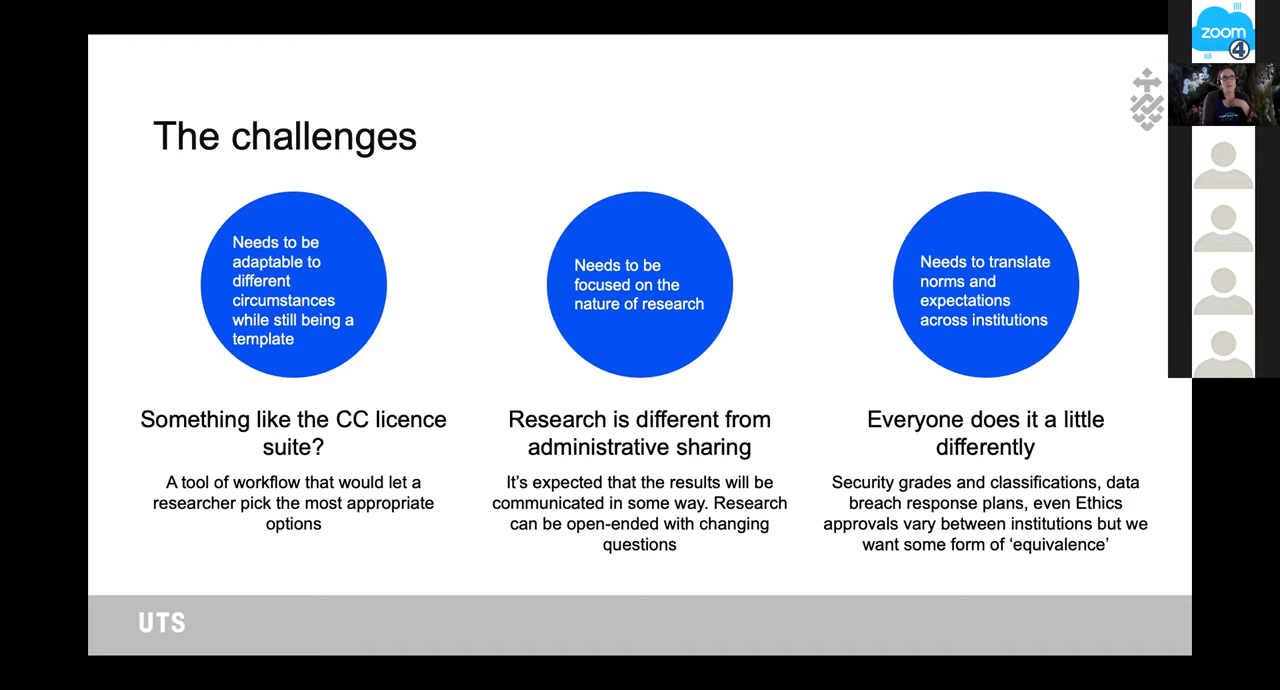 zoom
4
The challenges
Needs to be
adaptable to
different
circumstances
while still being a
template
Needs to be
focused on the
nature of research
Needs to translate
norms and
expectations
across institutions
Something like the CC licence
suite?
A tool of workflow that would let a
researcher pick the most appropriate
options
Research is different from
administrative sharing
It’s expected that the results will be
communicated in some way. Research
can be open-ended with changing
questions
Everyone does it a little
differently
Security grades and classifications, data
breach response plans, even Ethics
approvals vary between institutions but we
want some form of ‘equivalence’
UTS